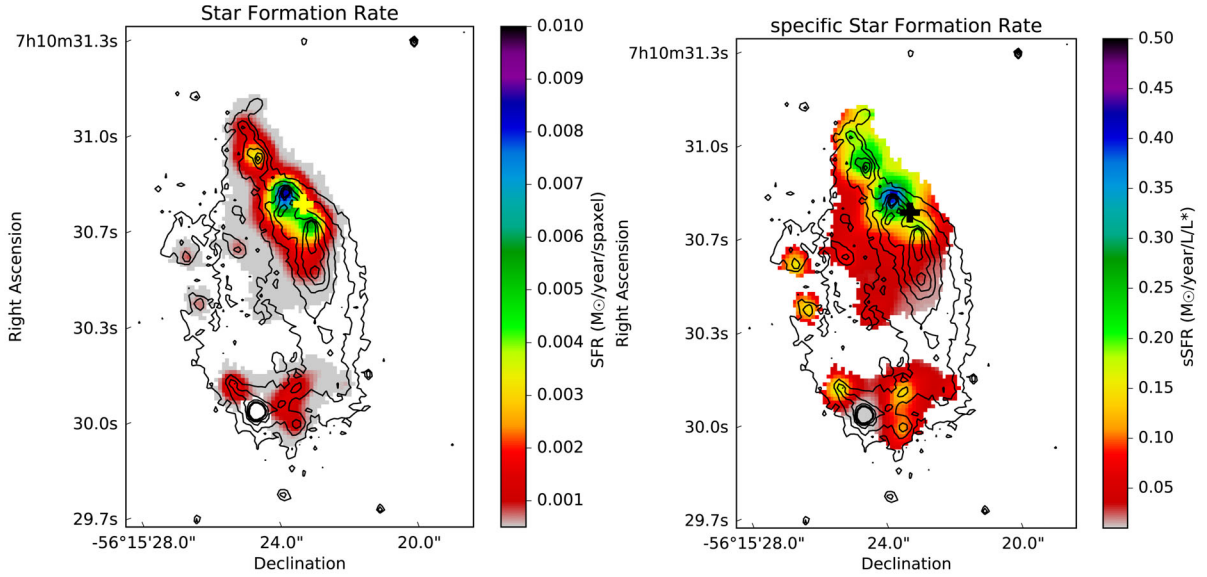 Star Formation Rate
7h10m31.3s
31.0s
30.7s
30.3s
30.0s
29.7s
Right Ascension
-56°15'28.0"
24.0"
20.0"
Declination
0.010
0.009
0.008
0.007
0.006
0.005
0.004
0.003
0.002
0.001
SFR (M☉/year/spaxel)
specific Star Formation Rate
7h10m31.3s
31.0s
30.7s
30.3s
30.0s
29.7s
Right Ascension
-56°15'28.0"
24.0"
20.0"
Declination
0.50
0.45
0.40
0.35
0.30
0.25
0.20
0.15
0.10
0.05
sSFR (M☉/year/L/L*)